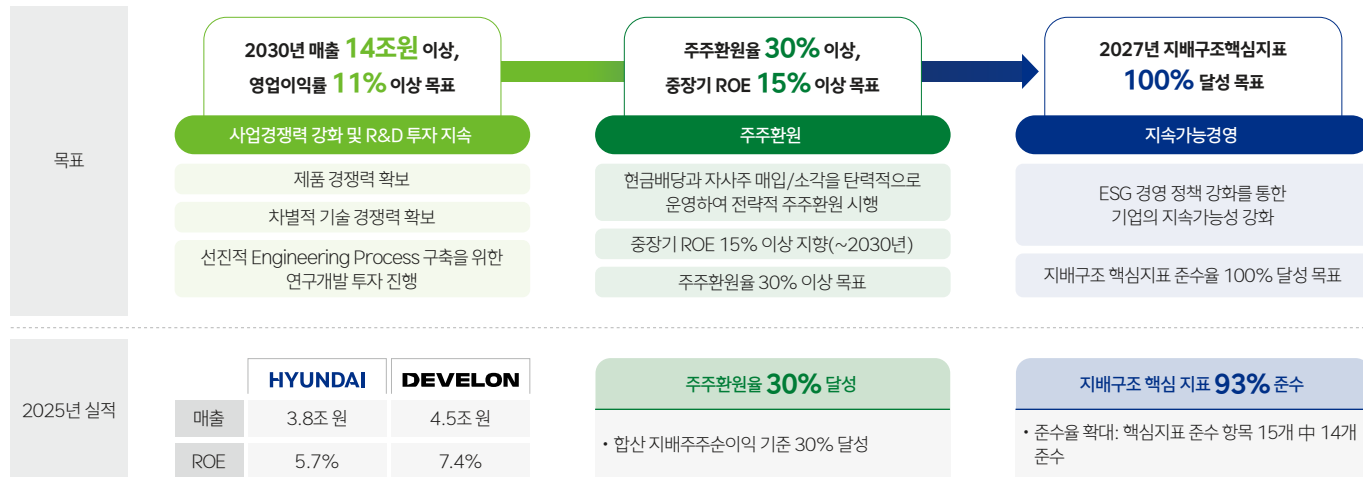 목표
2030년 매출 14조원 이상,
영업이익률 11% 이상 목표
사업경쟁력 강화 및 R&D 투자 지속
제품 경쟁력 확보
차별적 기술 경쟁력 확보
선진적 Engineering Process 구축을 위한
연구개발 투자 진행
주주환원율 30% 이상,
중장기 ROE 15% 이상 목표
주주환원
현금배당과 자사주 매입/소각을 탄력적으로
운영하여 전략적 주주환원 시행
중장기 ROE 15% 이상 지향(~2030년)
주주환원율 30% 이상 목표
2027년 지배구조핵심지표
100% 달성 목표
지속가능경영
ESG 경영 정책 강화를 통한
기업의 지속가능성 강화
지배구조 핵심지표 준수율 100% 달성 목표
2025년 실적
HYUNDAI DEVELON
매출 3.8조 원 4.5조 원
ROE 5.7% 7.4%
주주환원율 30% 달성
• 합산 지배주주순이익 기준 30% 달성
지배구조 핵심 지표 93% 준수
• 준수율 확대: 핵심지표 준수 항목 15개 中 14개
준수